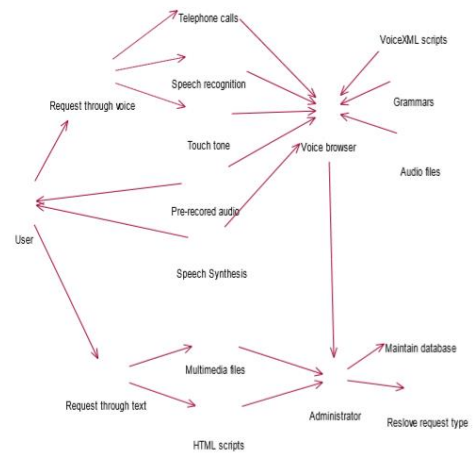 Telephone calls
VoiceXML scripts
Speech recognition
Request through voice
Grammars
Touch tone
Voice browser
Audio files
Pre-recored audio
User
Speech Synthesis
Maintain database
Multimedia files
Request through text
Administrator
Reslove request type
HTML scripts